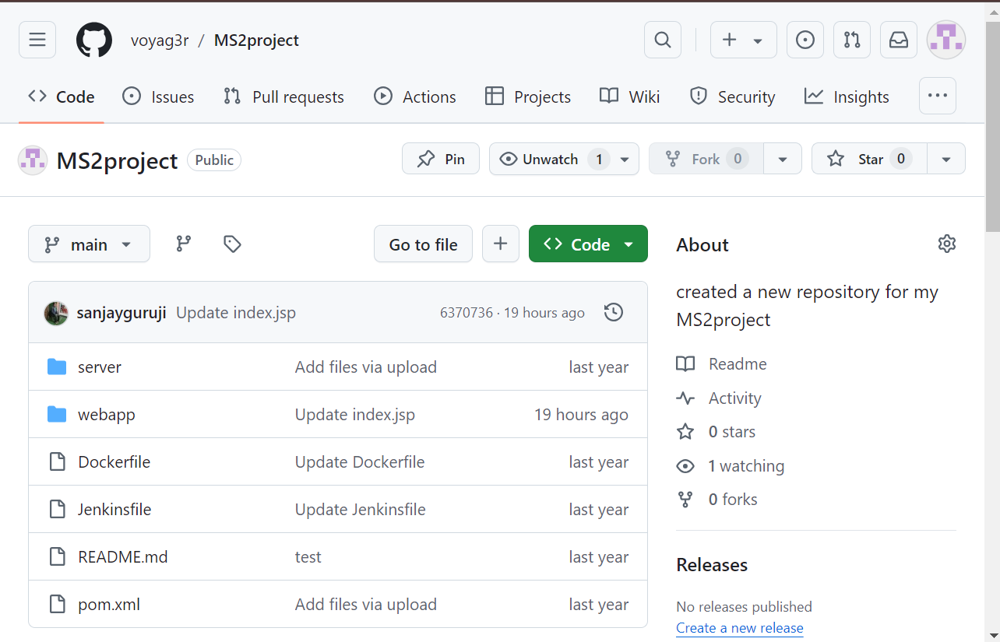 voyag3r / MS2project
Code Issues Pull requests Actions Projects Wiki Security Insights
MS2project Public Pin Unwatch 1 Fork 0 Star 0
main Go to file Code
sanjayguruji Update index.jsp 6370736 · 19 hours ago
server Add files via upload last year
webapp Update index.jsp 19 hours ago
Dockerfile Update Dockerfile last year
Jenkinsfile Update Jenkinsfile last year
README.md test last year
pom.xml Add files via upload last year
About
created a new repository for my
MS2project
Readme
Activity
0 stars
1 watching
0 forks
Releases
No releases published
Create a new release